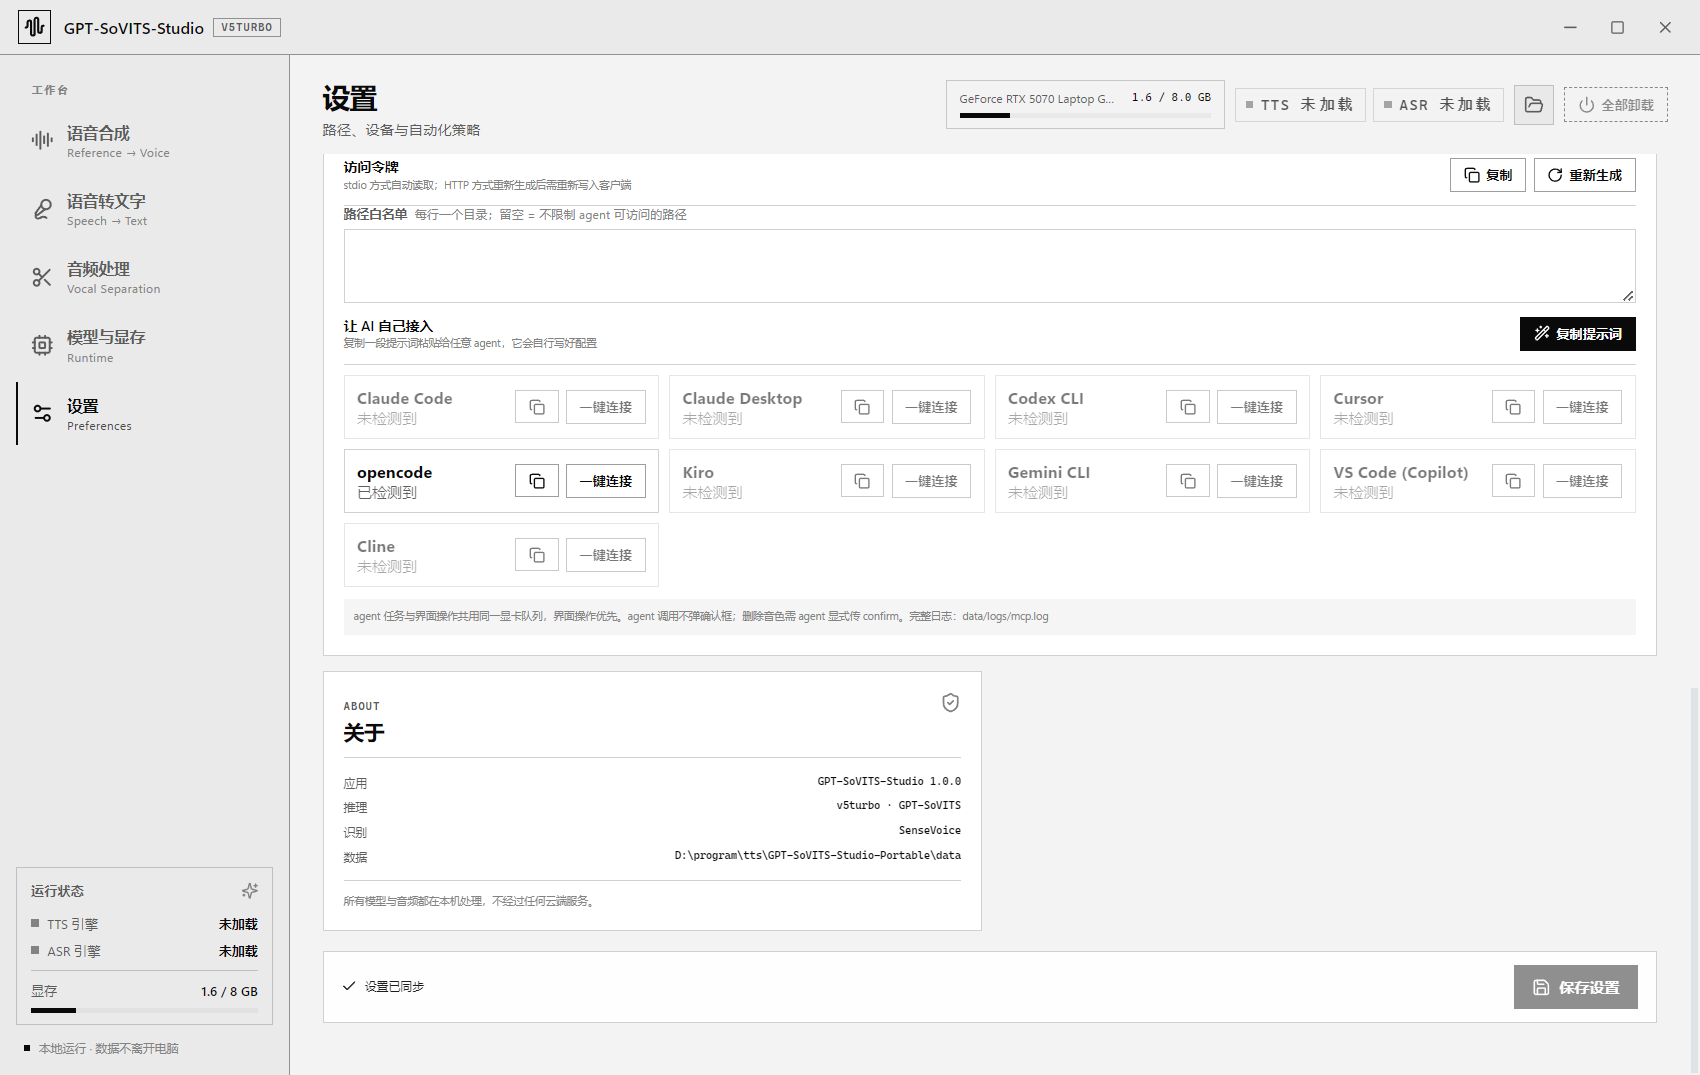 GPT-SoVITS-Studio V5TURBO
工作台
语音合成
Reference → Voice
语音转文字
Speech → Text
音频处理
Vocal Separation
模型与显存
Runtime
设置
Preferences
运行状态
TTS 引擎 未加载
ASR 引擎 未加载
显存 1.6 / 8 GB
本地运行 · 数据不离开电脑
设置
路径、设备与自动化策略
GeForce RTX 5070 Laptop G... 1.6 / 8.0 GB
TTS 未加载
ASR 未加载
全部卸载
访问令牌
stdio 方式自动读取；HTTP 方式重新生成后需重新写入客户端
复制
重新生成
路径白名单 每行一个目录；留空 = 不限制 agent 可访问的路径
让 AI 自己接入
复制一段提示词粘贴给任意 agent，它会自行写好配置
复制提示词
Claude Code
未检测到
一键连接
Claude Desktop
未检测到
一键连接
Codex CLI
未检测到
一键连接
Cursor
未检测到
一键连接
opencode
已检测到
一键连接
Kiro
未检测到
一键连接
Gemini CLI
未检测到
一键连接
VS Code (Copilot)
未检测到
一键连接
Cline
未检测到
一键连接
agent 任务与界面操作共用同一显卡队列，界面操作优先。agent 调用不弹确认框；删除音色需 agent 显式传 confirm。完整日志：data/logs/mcp.log
ABOUT
关于
应用 GPT-SoVITS-Studio 1.0.0
推理 v5turbo · GPT-SoVITS
识别 SenseVoice
数据 D:\program\tts\GPT-SoVITS-Studio-Portable\data
所有模型与音频都在本机处理，不经过任何云端服务。
设置已同步
保存设置